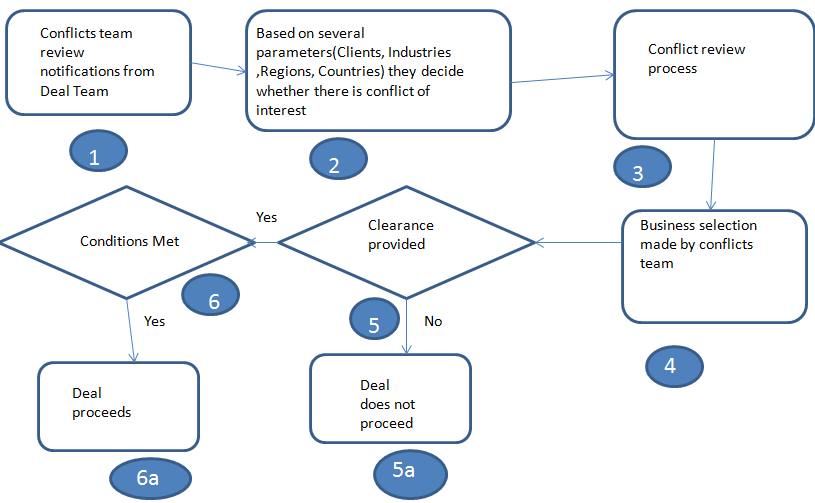 Conflicts team
review
notifications from
Deal Team
1
Based on several
parameters(Clients, Industries
,Regions, Countries) they decide
whether there is conflict of
interest
2
Conflict review
process
3
Business selection
made by conflicts
team
4
Clearance
provided
5
Yes
No
Conditions Met
6
Yes
Deal
does not
proceed
5a
Deal
proceeds
6a